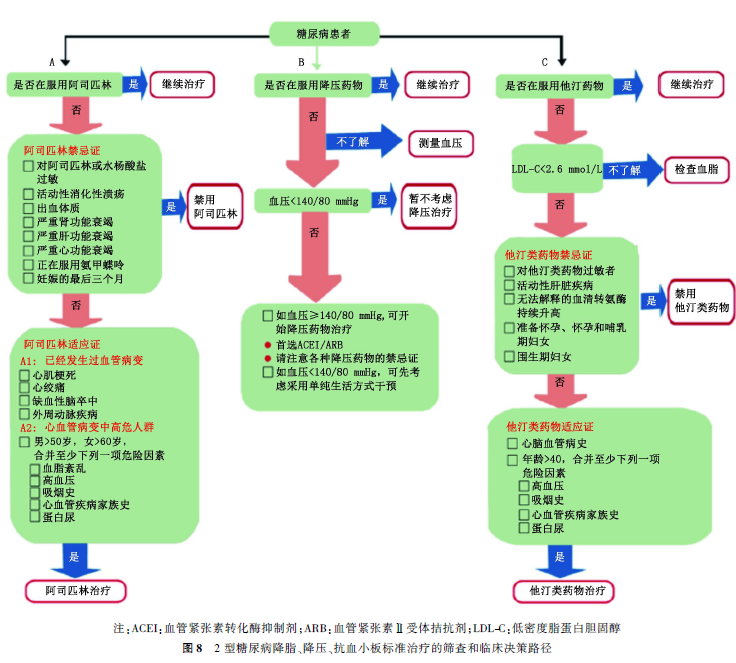 糖尿病患者
A
是否在服用阿司匹林
是
继续治疗
否
阿司匹林禁忌证
□ 对阿司匹林或水杨酸盐
过敏
□ 活动性消化性溃疡
□ 出血体质
□ 严重肾功能衰竭
□ 严重肝功能衰竭
□ 严重心功能衰竭
□ 正在服用氨甲蝶呤
□ 妊娠的最后三个月
是
禁用
阿司匹林
否
阿司匹林适应证
A1: 已经发生过血管病变
□ 心肌梗死
□ 心绞痛
□ 缺血性脑卒中
□ 外周动脉疾病
A2: 心血管病变中高危人群
□ 男>50岁，女>60岁，
合并至少下列一项危险因素
□ 血脂紊乱
□ 高血压
□ 吸烟史
□ 心血管疾病家族史
□ 蛋白尿
是
阿司匹林治疗
B
是否在服用降压药物
是
继续治疗
否
不了解
测量血压
血压<140/80 mmHg
是
暂不考虑
降压治疗
否
□ 如血压≥140/80 mmHg,可开
始降压药物治疗
● 首选ACEI/ARB
● 请注意各种降压药物的禁忌证
□ 如血压<140/80 mmHg,可先考
虑采用单纯生活方式干预
C
是否在服用他汀药物
是
继续治疗
否
LDL-C<2.6 mmol/L
不了解
检查血脂
否
他汀类药物禁忌证
□ 对他汀类药物过敏者
□ 活动性肝脏疾病
□ 无法解释的血清转氨酶
持续升高
□ 准备怀孕、怀孕和哺乳
期妇女
□ 围生期妇女
是
禁用
他汀类药物
否
他汀类药物适应证
□ 心脑血管病史
□ 年龄>40，合并至少下列一项
危险因素
□ 高血压
□ 吸烟史
□ 心血管疾病家族史
□ 蛋白尿
是
他汀类药物治疗
注:ACEI:血管紧张素转化酶抑制剂;ARB:血管紧张素Ⅱ受体拮抗剂;LDL-C:低密度脂蛋白胆固醇
图8 2型糖尿病降脂、降压、抗血小板标准治疗的筛查和临床决策路径